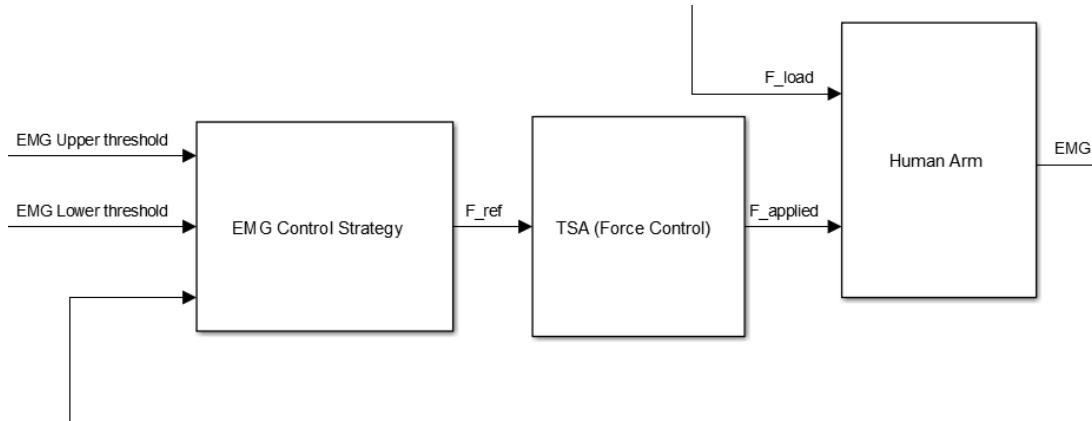 F_load
EMG Upper threshold
Human Arm
EMG
EMG Lower threshold
F_ref
F_applied
EMG Control Strategy
TSA (Force Control)